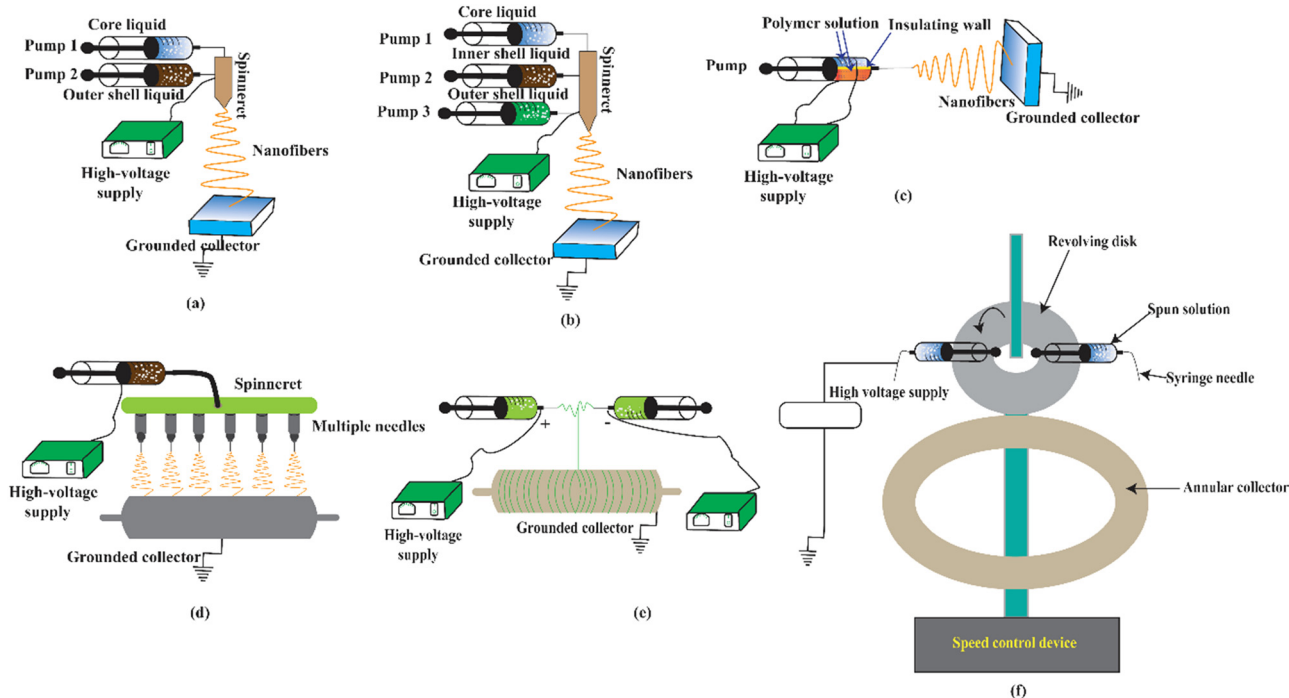 Core liquid
Pump 1
Pump 2
Outer shell liquid
Spinneret
Nanofibers
High-voltage
supply
Grounded collector
(a)
Core liquid
Pump 1
Inner shell liquid
Pump 2
Outer shell liquid
Pump 3
Spinneret
Nanofibers
High-voltage
supply
Grounded collector
(b)
Polymer solution
Insulating wall
Pump
Nanofibers
Grounded collector
High-voltage
supply
(c)
Spinneret
Multiple needles
High-voltage
supply
Grounded collector
(d)
+
-
High-voltage
supply
Grounded collector
(e)
Revolving disk
Spun solution
High voltage supply
Syringe needle
Annular collector
Speed control device
(f)